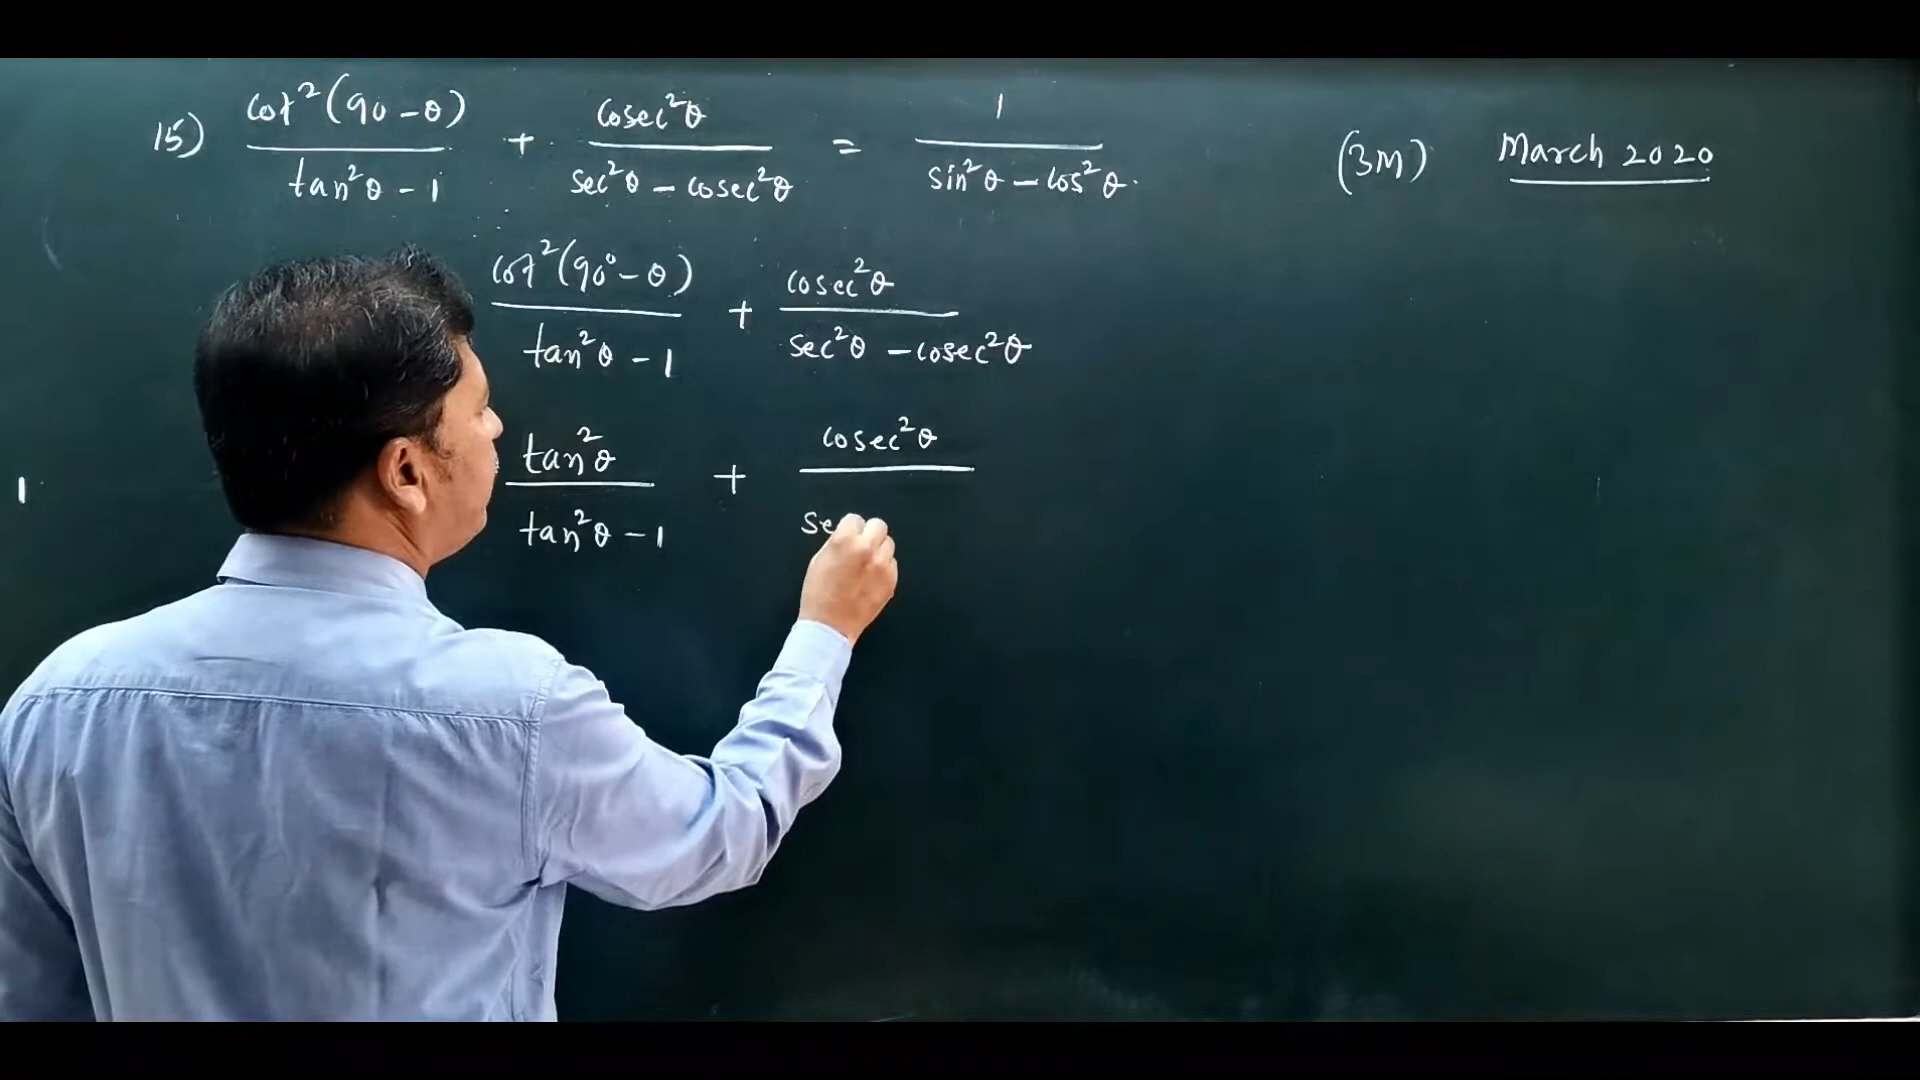 15) cot²(90 - θ) / tan²θ - 1 + cosec²θ / sec²θ - cosec²θ = 1 / sin²θ - cos²θ. (3M) March 2020
cot²(90° - θ) / tan²θ - 1 + cosec²θ / sec²θ - cosec²θ
tan²θ / tan²θ - 1 + cosec²θ / se